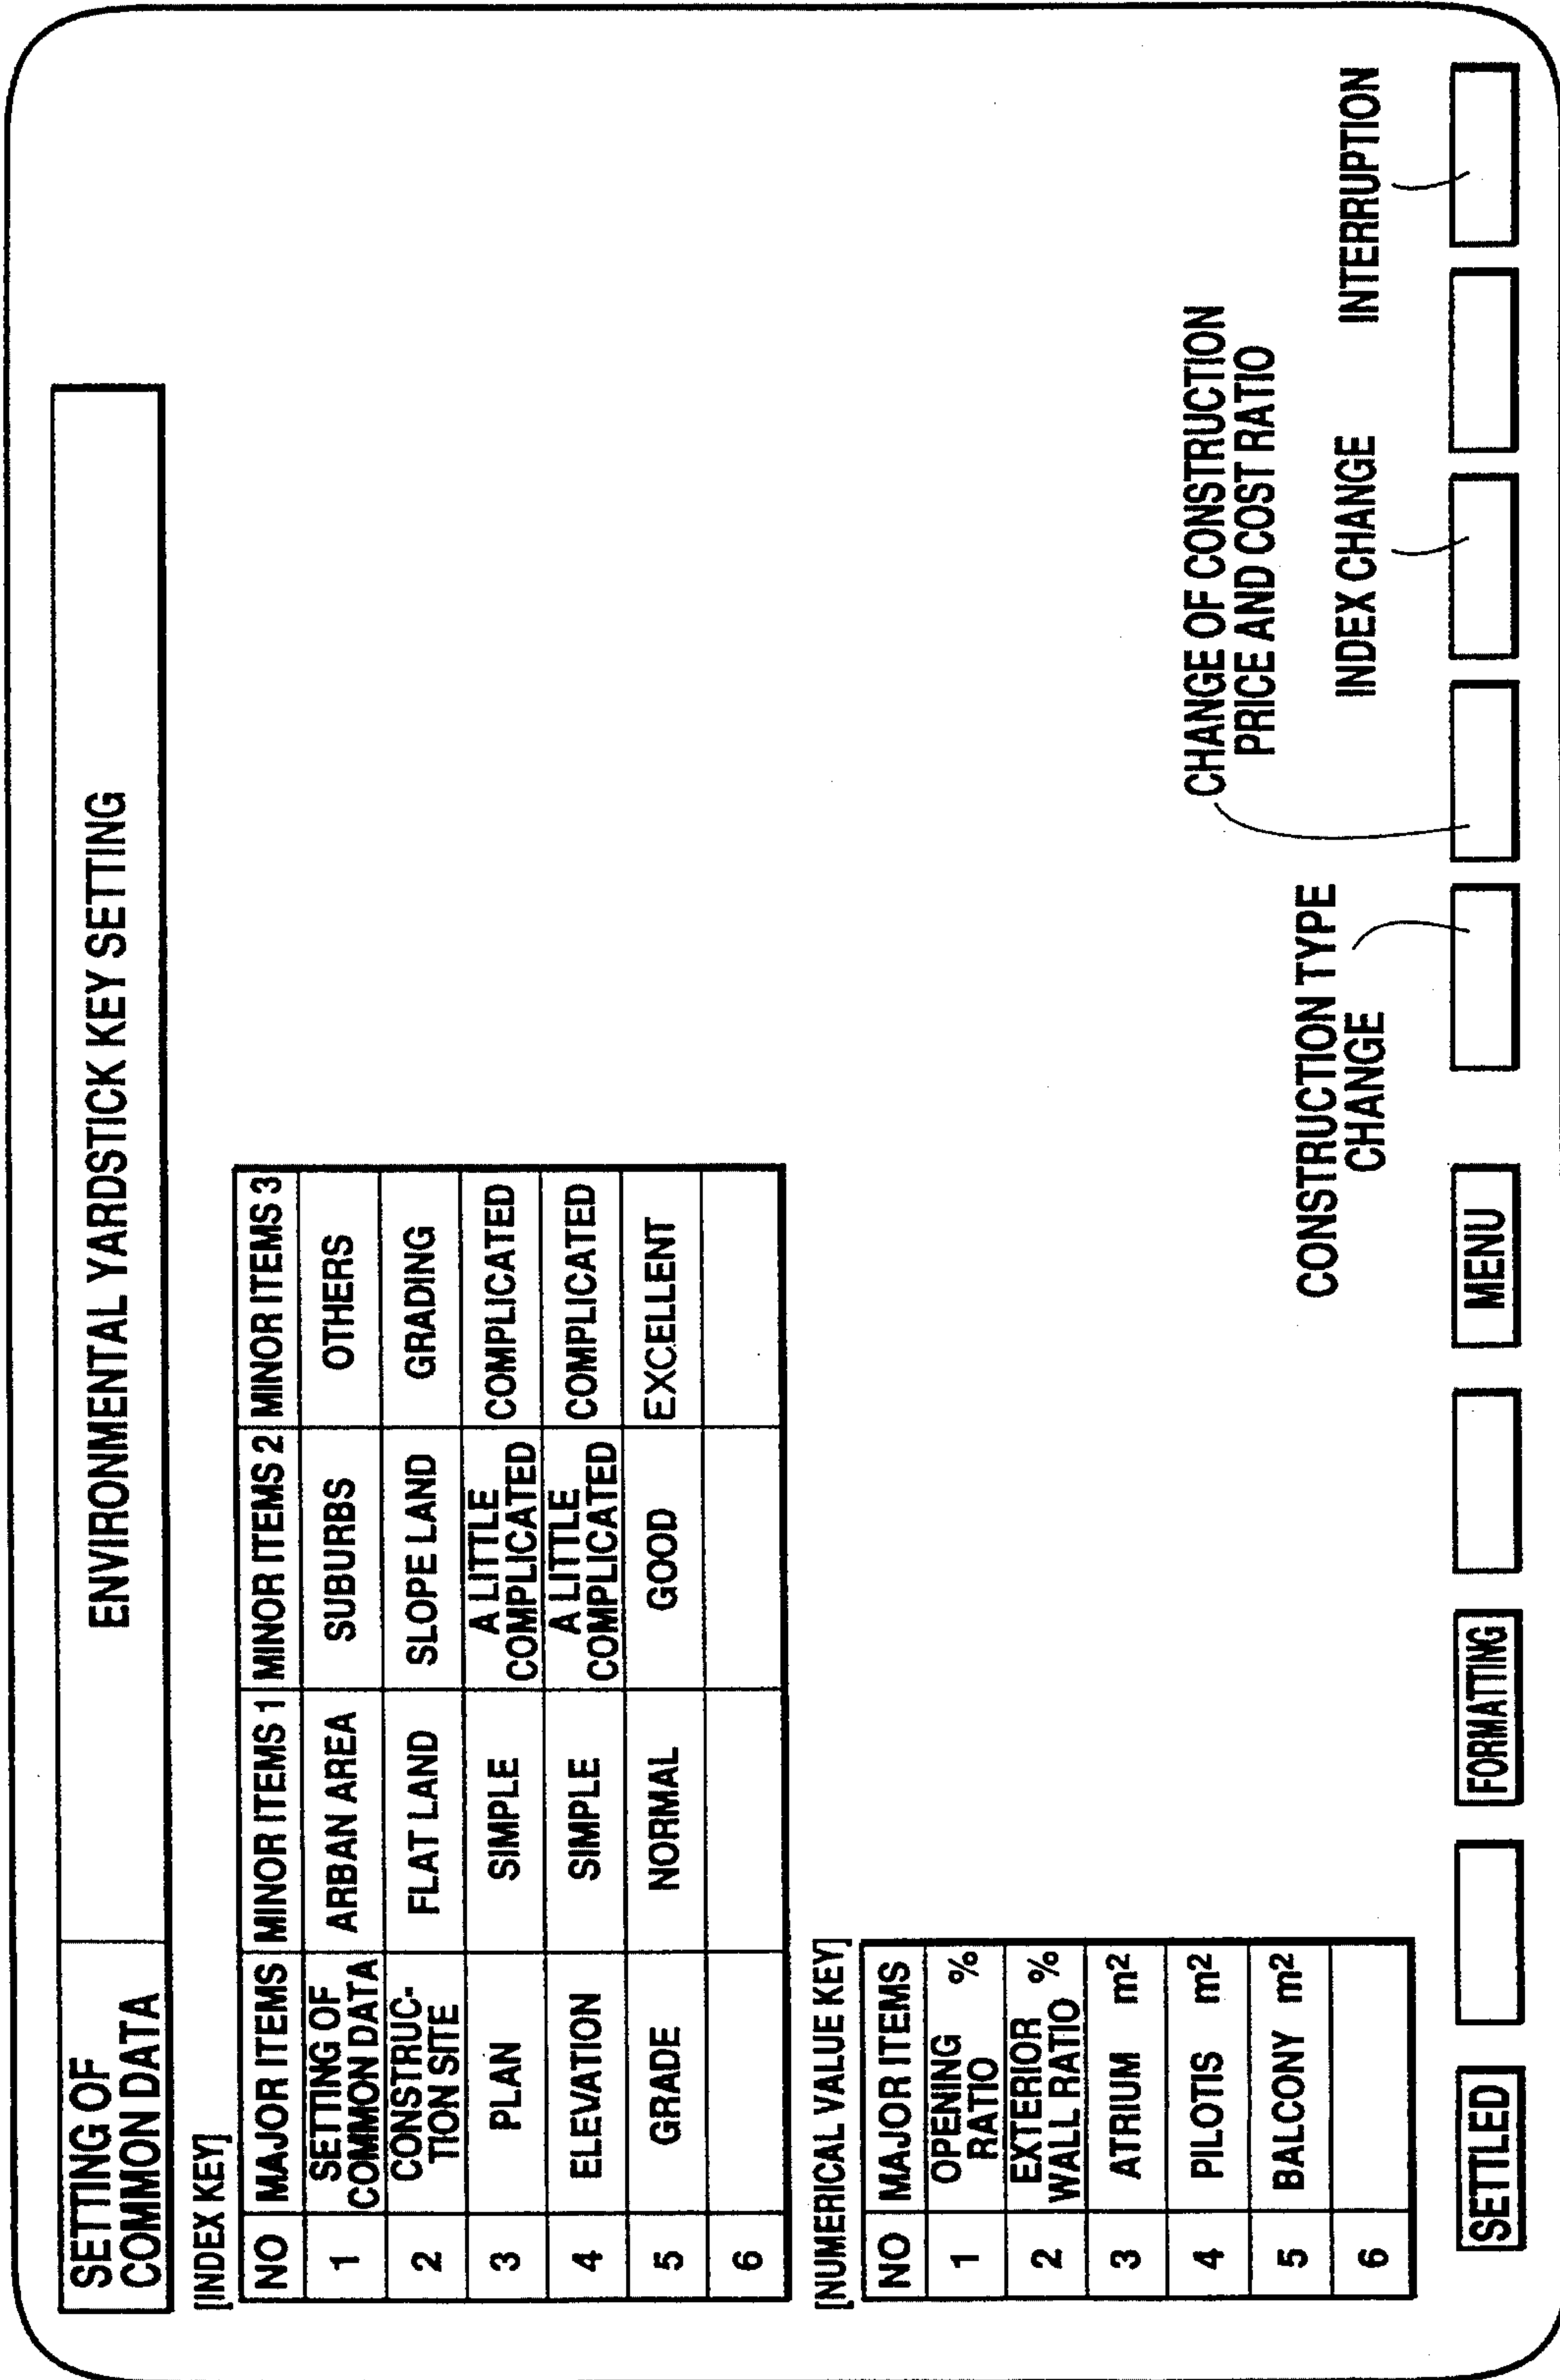 SETTING OF
COMMON DATA
ENVIRONMENTAL YARDSTICK KEY SETTING
[INDEX KEY]
NO MAJOR ITEMS MINOR ITEMS 1 MINOR ITEMS 2 MINOR ITEMS 3
1 SETTING OF COMMON DATA ARBAN AREA SUBURBS OTHERS
2 CONSTRUC-TION SITE FLAT LAND SLOPE LAND GRADING
3 PLAN SIMPLE A LITTLE COMPLICATED COMPLICATED
4 ELEVATION SIMPLE A LITTLE COMPLICATED COMPLICATED
5 GRADE NORMAL GOOD EXCELLENT
6
[NUMERICAL VALUE KEY]
NO MAJOR ITEMS
1 OPENING RATIO %
2 EXTERIOR WALL RATIO %
3 ATRIUM m²
4 PILOTIS m²
5 BALCONY m²
6
CHANGE OF CONSTRUCTION
PRICE AND COST RATIO
CONSTRUCTION TYPE
CHANGE
INDEX CHANGE
INTERRUPTION
SETTLED
FORMATTING
MENU